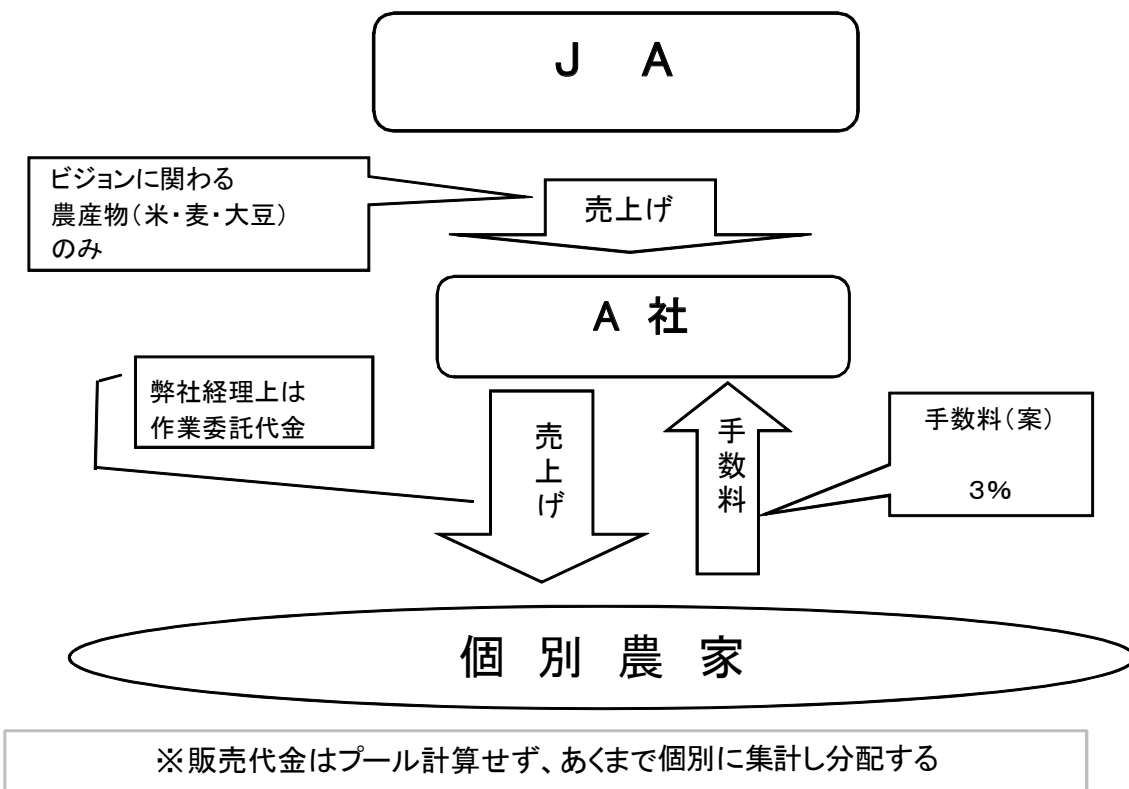 J A
ビジョンに関わる
農産物(米・麦・大豆)
のみ
売上げ
A 社
弊社経理上は
作業委託代金
売上げ
手数料
手数料(案)
3%
個 別 農 家
※販売代金はプール計算せず、あくまで個別に集計し分配する